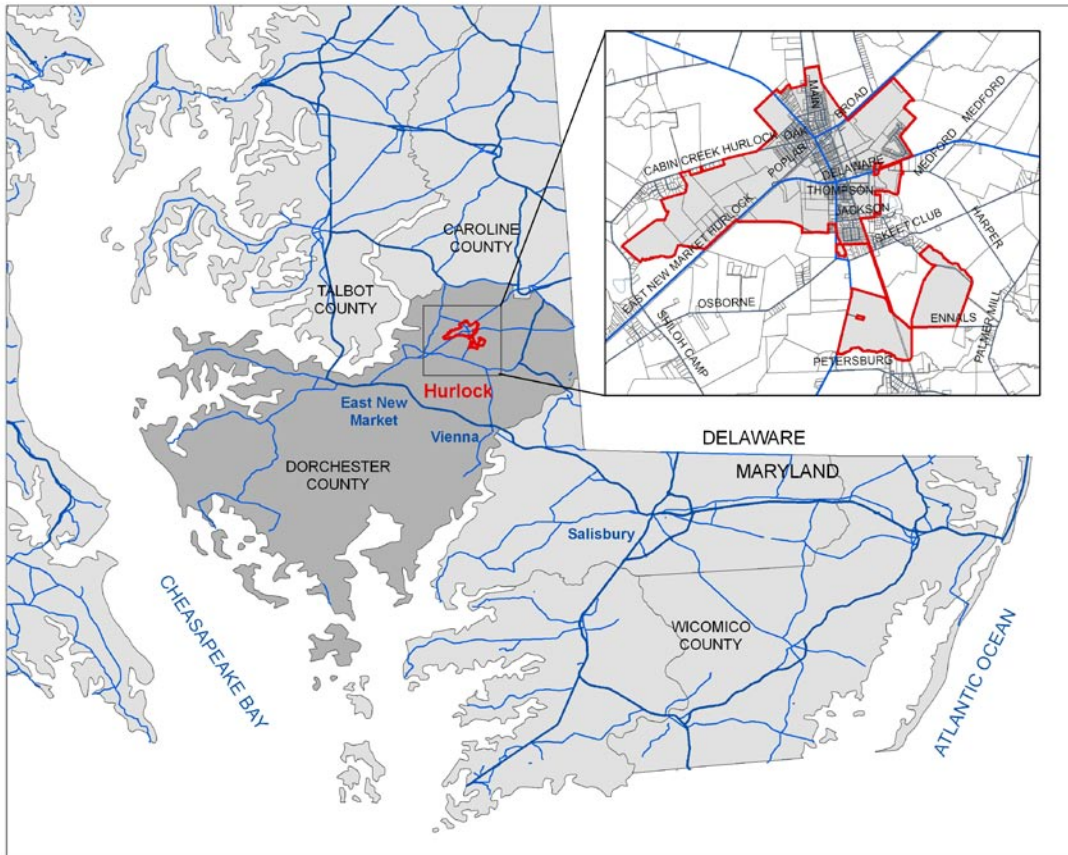 MAIN
BROAD
MEDFORD
CABIN CREEK HURLOCK
OAK
POPLAR
DELAWARE
MEDFORD
THOMPSON
JACKSON
SKEET CLUB
HARPER
EAST NEW MARKET HURLOCK
OSBORNE
SHILOH CAMP
ENNALS
PALMER MILL
PETERSBURG
CAROLINE
COUNTY
TALBOT
COUNTY
Hurlock
East New
Market
Vienna
DORCHESTER
COUNTY
DELAWARE
MARYLAND
Salisbury
WICOMICO
COUNTY
CHEASAPEAKE BAY
ATLANTIC OCEAN